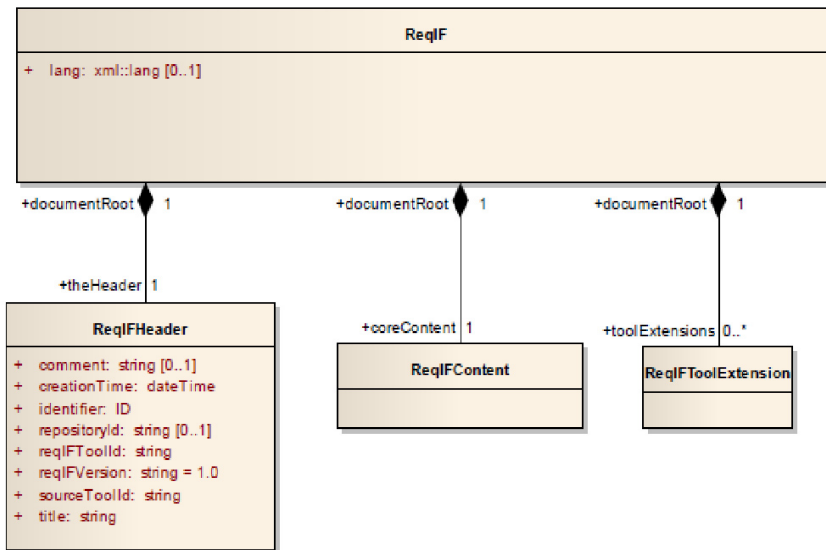 ReqIF
+ lang: xml::lang [0..1]
+documentRoot 1
+documentRoot 1
+documentRoot 1
+theHeader 1
+coreContent 1
+toolExtensions 0..*
ReqIFHeader
+ comment: string [0..1]
+ creationTime: dateTime
+ identifier: ID
+ repositoryId: string [0..1]
+ reqIFToolId: string
+ reqIFVersion: string = 1.0
+ sourceToolId: string
+ title: string
ReqIFContent
ReqIFToolExtension